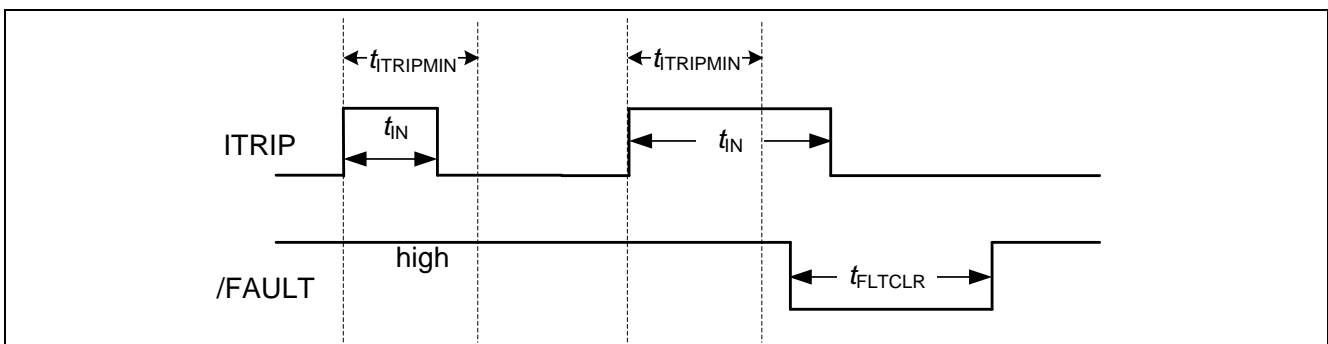 tITRIPMIN tITRIPMIN
ITRIP tIN tIN
high
/FAULT tFLTCLR